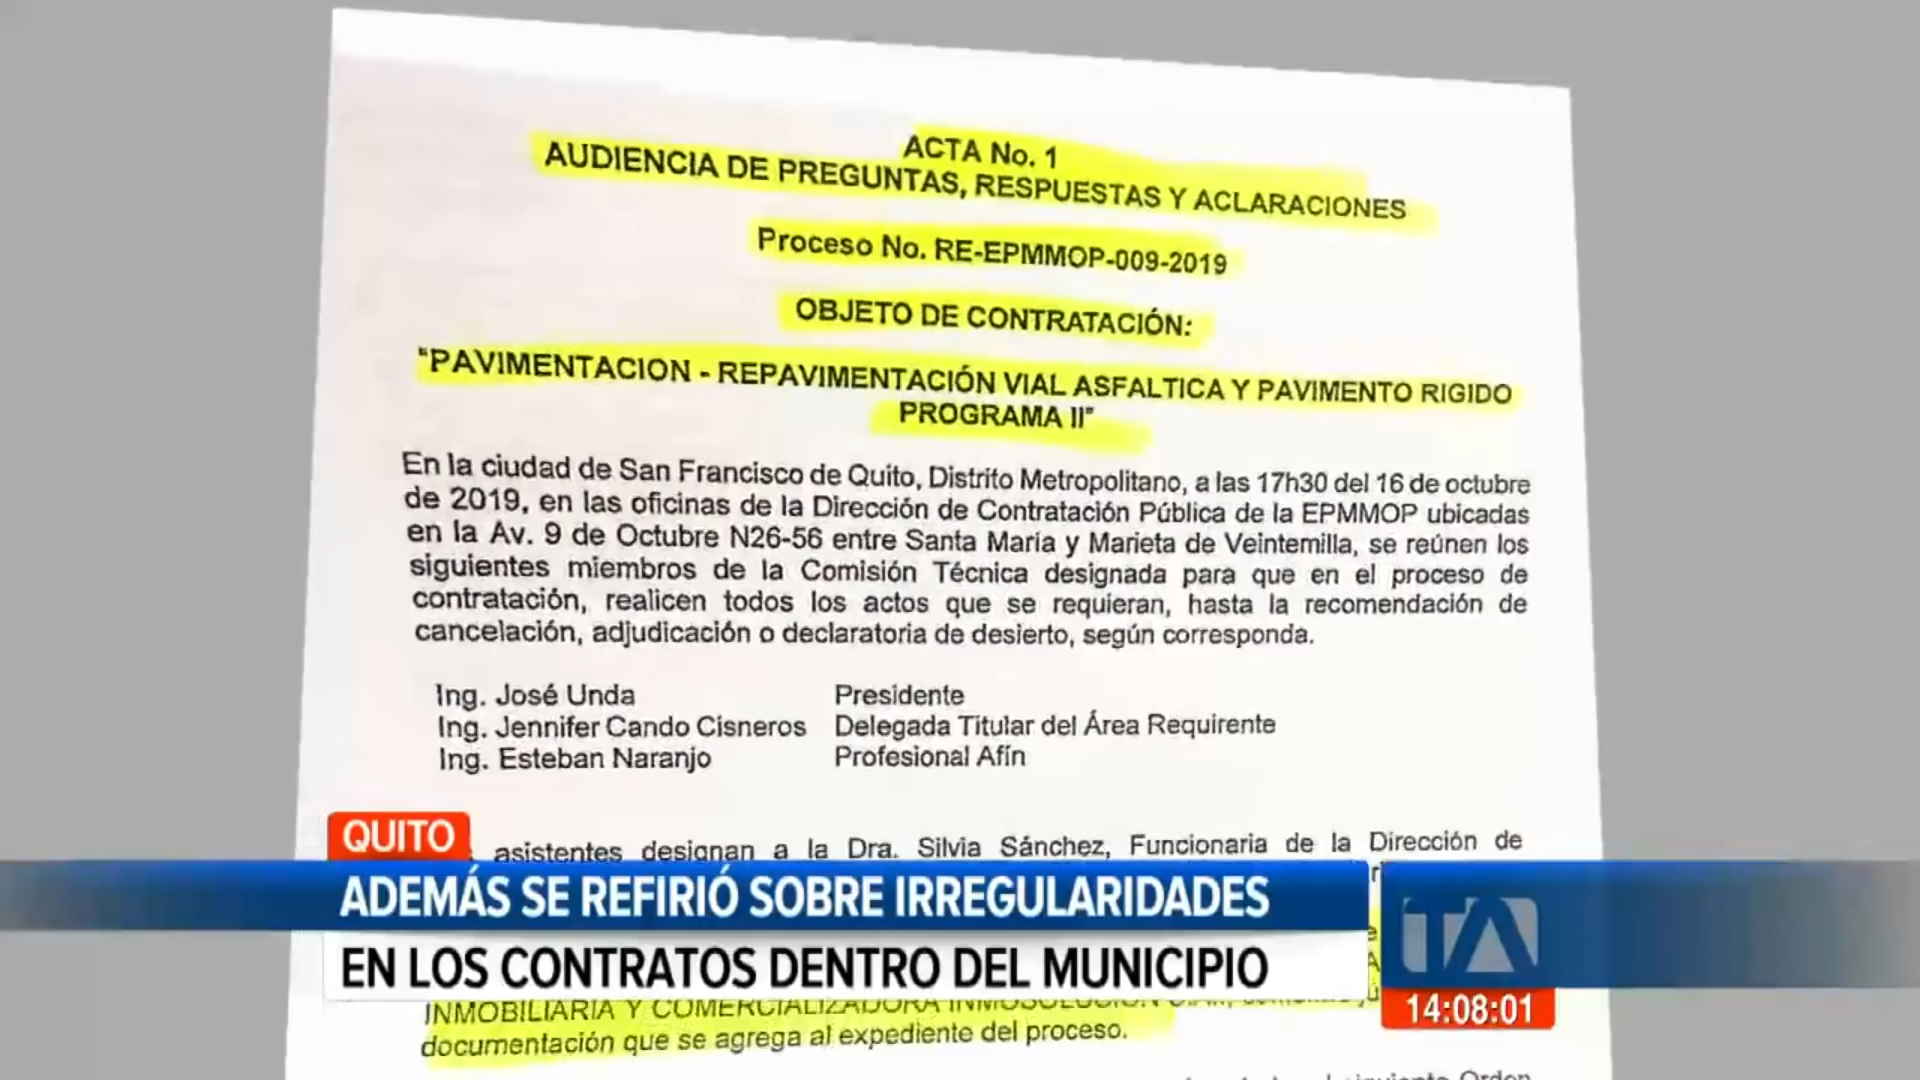 ACTA No. 1
AUDIENCIA DE PREGUNTAS, RESPUESTAS Y ACLARACIONES
Proceso No. RE-EPMMOP-009-2019
OBJETO DE CONTRATACIÓN:
"PAVIMENTACION - REPAVIMENTACIÓN VIAL ASFALTICA Y PAVIMENTO RIGIDO
PROGRAMA II"
En la ciudad de San Francisco de Quito, Distrito Metropolitano, a las 17h30 del 16 de octubre
de 2019, en las oficinas de la Dirección de Contratación Pública de la EPMMOP ubicadas
en la Av. 9 de Octubre N26-56 entre Santa María y Marieta de Veintemilla, se reúnen los
siguientes miembros de la Comisión Técnica designada para que en el proceso de
contratación, realicen todos los actos que se requieran, hasta la recomendación de
cancelación, adjudicación o declaratoria de desierto, según corresponda.
Ing. José Unda Presidente
Ing. Jennifer Cando Cisneros Delegada Titular del Área Requirente
Ing. Esteban Naranjo Profesional Afín
QUITO
asistentes designan a la Dra. Silvia Sánchez, Funcionaria de la Dirección de
ADEMÁS SE REFIRIÓ SOBRE IRREGULARIDADES
EN LOS CONTRATOS DENTRO DEL MUNICIPIO
TA
14:08:01
INMOBILIARIA Y COMERCIALIZADORA
documentación que se agrega al expediente del proceso.
siguiente Orden